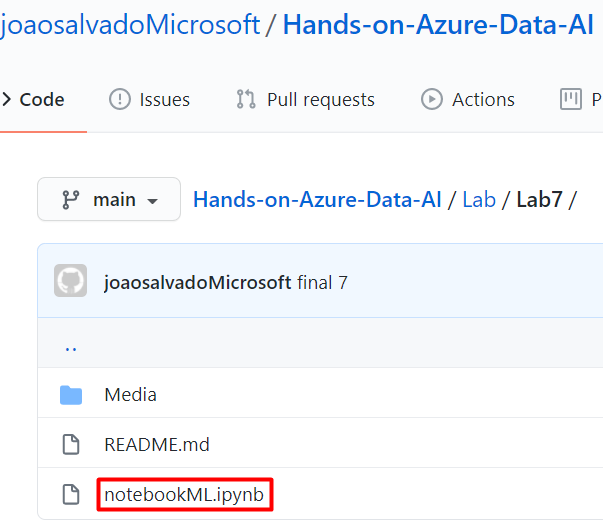 joaosalvadoMicrosoft / Hands-on-Azure-Data-AI
Code Issues Pull requests Actions P
main Hands-on-Azure-Data-AI / Lab / Lab7 /
joaosalvadoMicrosoft final 7
..
Media
README.md
notebookML.ipynb